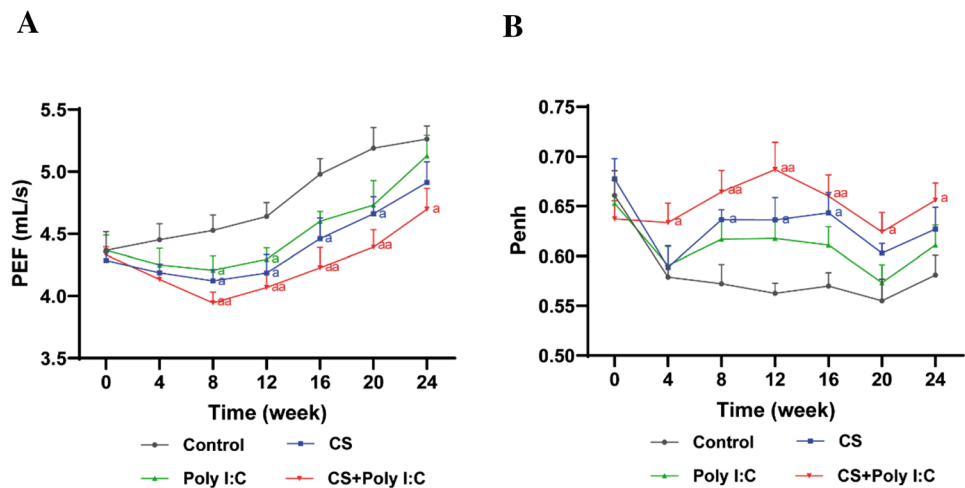 A
B
PEF (mL/s)
5.5
5.0
4.5
4.0
3.5
a
a
aa
a
a
aa
a
aa
a
aa
a
0 4 8 12 16 20 24
Time (week)
Control
CS
Poly I:C
CS+Poly I:C
Penh
0.75
0.70
0.65
0.60
0.55
0.50
a
aa
a
aa
a
aa
a
a
a
0 4 8 12 16 20 24
Time (week)
Control
CS
Poly I:C
CS+Poly I:C